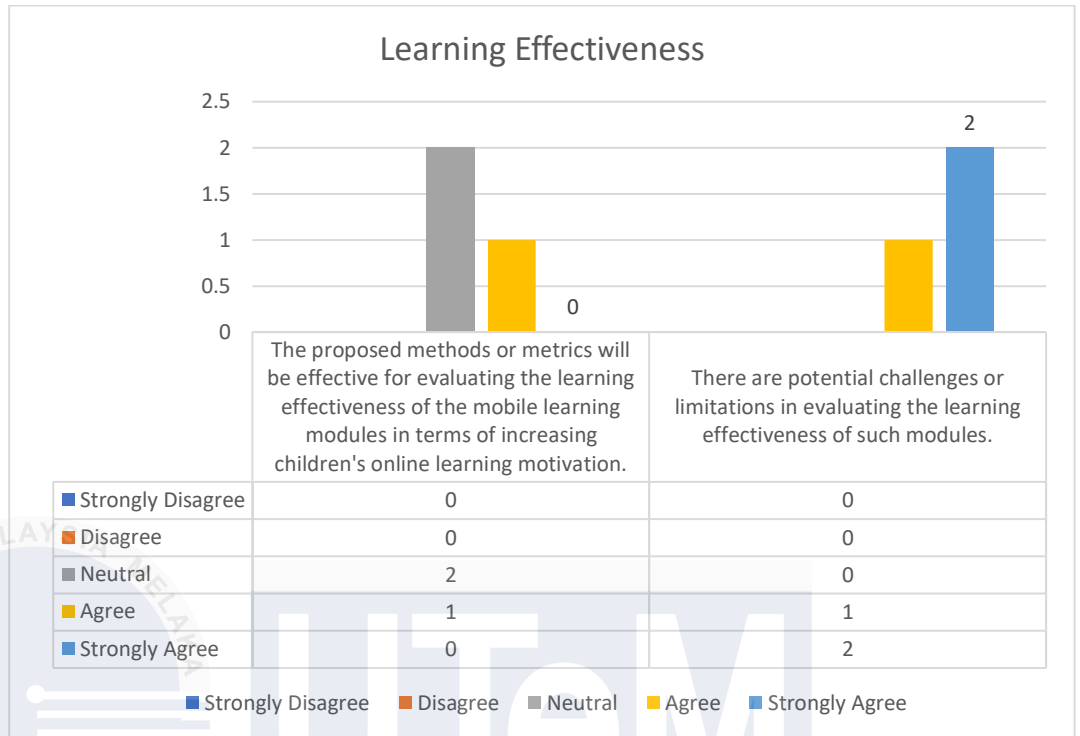 Learning Effectiveness
2.5
2
2
1.5
1
0.5
0
0
The proposed methods or metrics will
be effective for evaluating the learning
effectiveness of the mobile learning
modules in terms of increasing
children's online learning motivation.
There are potential challenges or
limitations in evaluating the learning
effectiveness of such modules.
Strongly Disagree 0 0
Disagree 0 0
Neutral 2 0
Agree 1 1
Strongly Agree 0 2
Strongly Disagree Disagree Neutral Agree Strongly Agree
LAYSIA MELAKA
UTeM